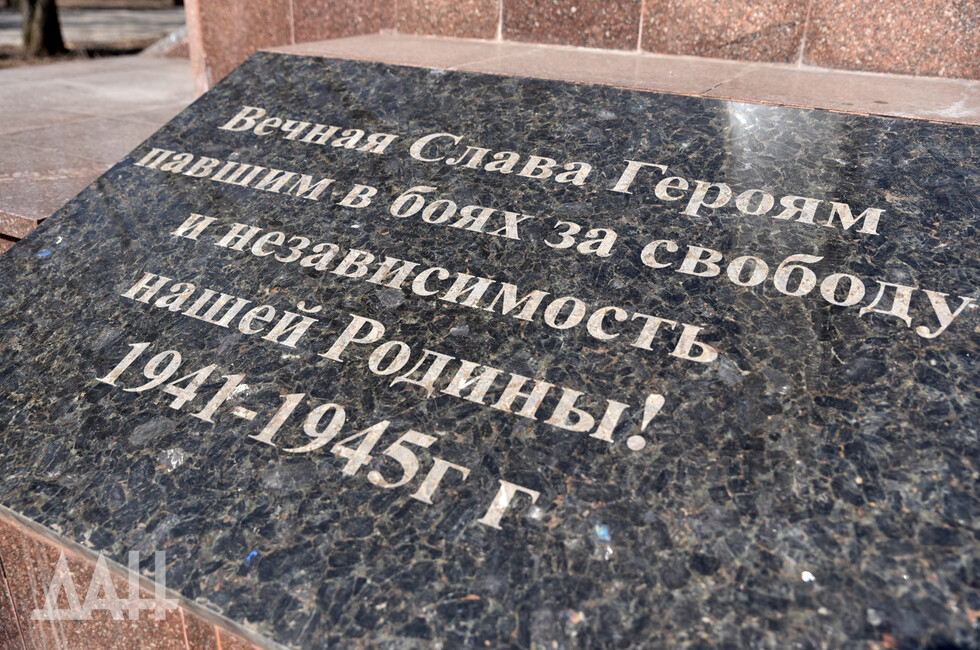 Вечная Слава Героям
павшим в боях за свободу
и независимость
нашей Родины!
1941-1945г г
ДАН